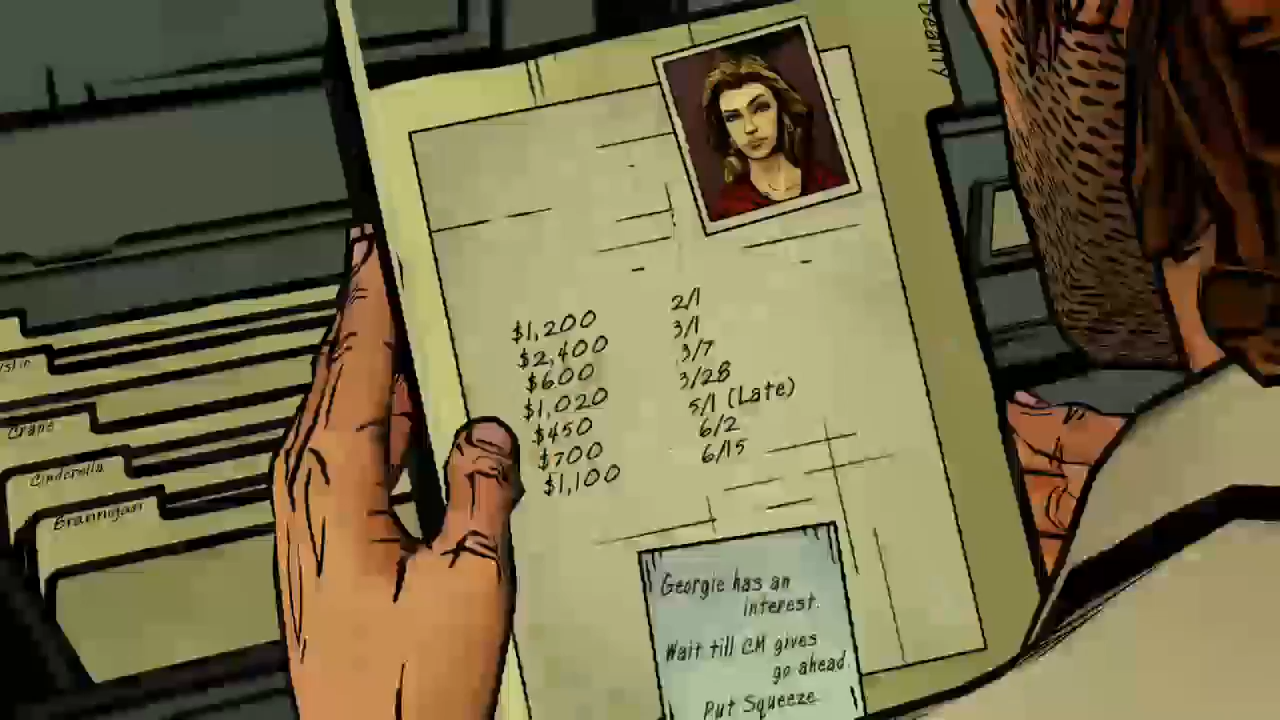 Beauty
$1,200 2/1
$2,400 3/1
$600 3/7
$1,020 3/28
$450 5/1 (Late)
$700 6/2
$1,100 6/15
Georgie has an
interest.
Wait till CM gives
go ahead.
Put Squeeze
Crane
Cinderella
Brannigan